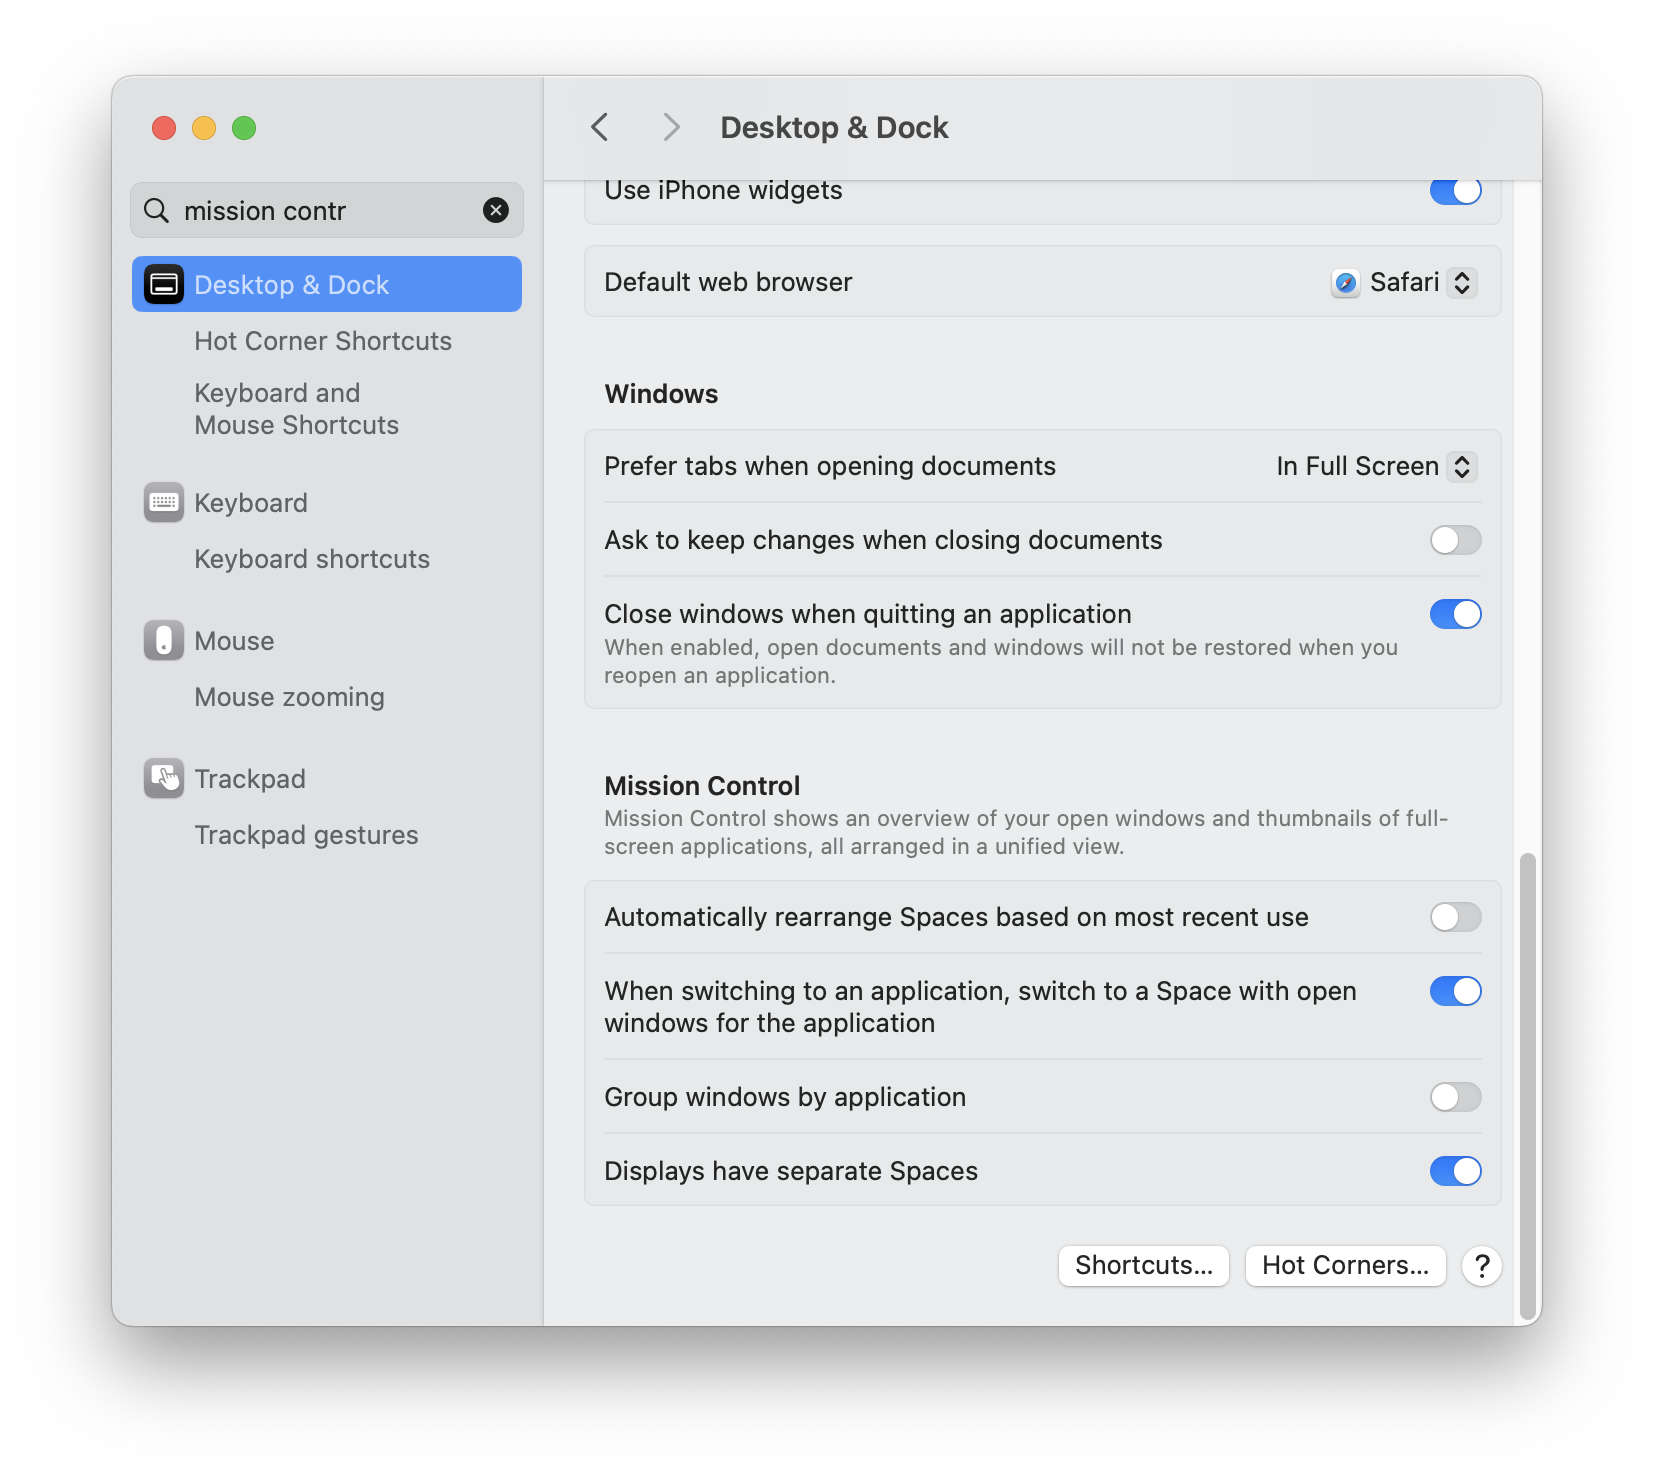 Desktop & Dock
mission contr
Desktop & Dock
Hot Corner Shortcuts
Keyboard and
Mouse Shortcuts
Keyboard
Keyboard shortcuts
Mouse
Mouse zooming
Trackpad
Trackpad gestures
Use iPhone widgets
Default web browser Safari
Windows
Prefer tabs when opening documents In Full Screen
Ask to keep changes when closing documents
Close windows when quitting an application
When enabled, open documents and windows will not be restored when you
reopen an application.
Mission Control
Mission Control shows an overview of your open windows and thumbnails of full-
screen applications, all arranged in a unified view.
Automatically rearrange Spaces based on most recent use
When switching to an application, switch to a Space with open
windows for the application
Group windows by application
Displays have separate Spaces
Shortcuts... Hot Corners... ?